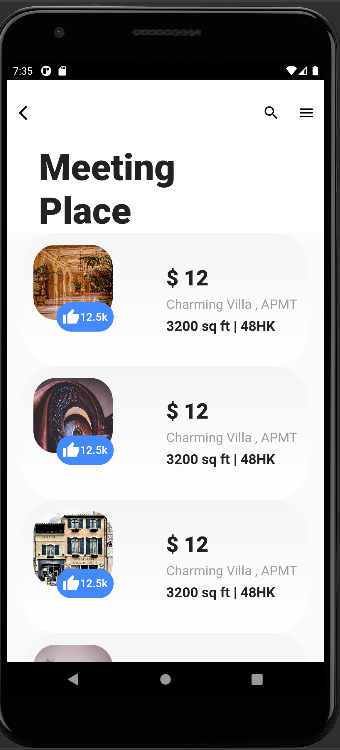 7:35
Meeting
Place
$ 12
Charming Villa , APMT
3200 sq ft | 48HK
12.5k
$ 12
Charming Villa , APMT
3200 sq ft | 48HK
12.5k
$ 12
Charming Villa , APMT
3200 sq ft | 48HK
12.5k